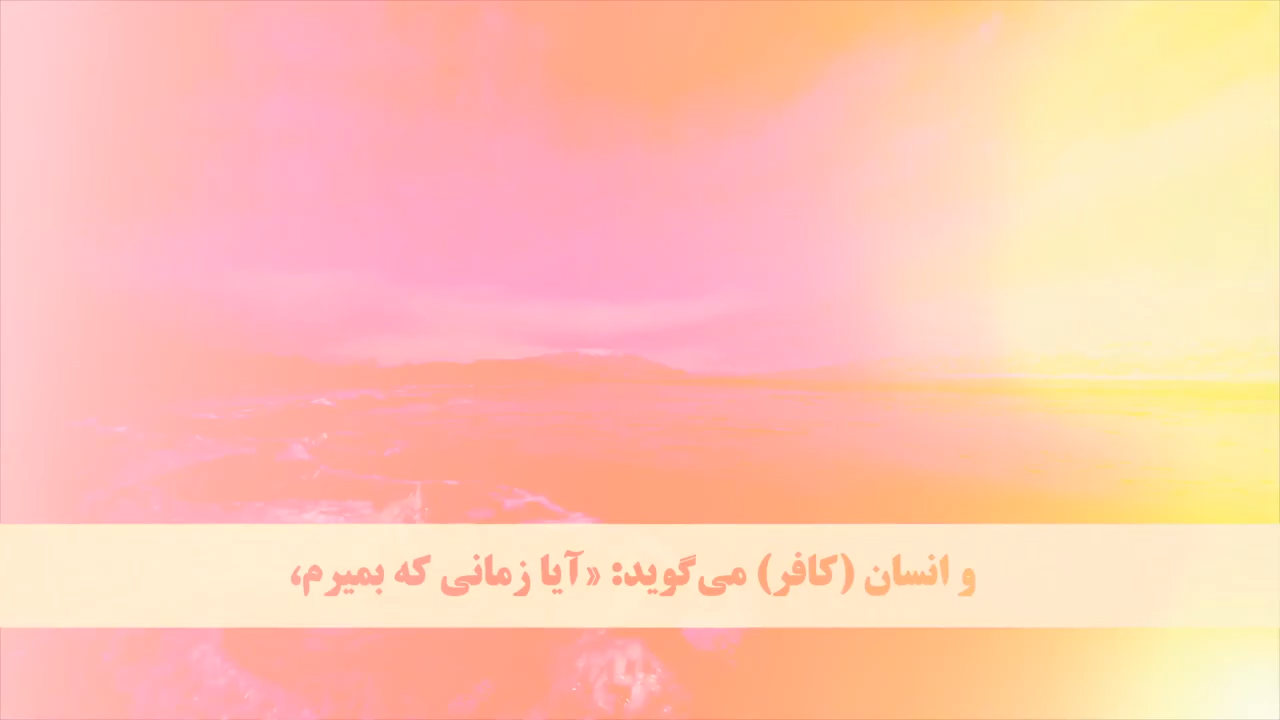 و انسان (کافر) می‌گوید: «آیا زمانی که بمیرم،